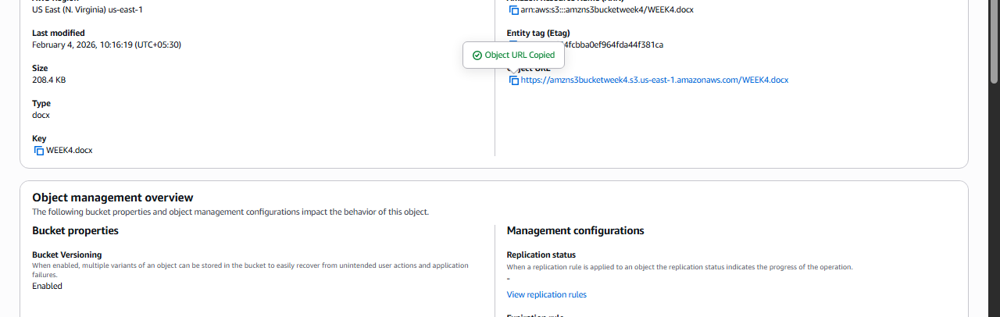 US East (N. Virginia) us-east-1
arn:aws:s3:::amzns3bucketweek4/WEEK4.docx
Last modified
February 4, 2026, 10:16:19 (UTC+05:30)
Entity tag (Etag)
4fcbba0ef964fda44f381ca
Object URL Copied
Size
208.4 KB
Object URL
https://amzns3bucketweek4.s3.us-east-1.amazonaws.com/WEEK4.docx
Type
docx
Key
WEEK4.docx
Object management overview
The following bucket properties and object management configurations impact the behavior of this object.
Bucket properties
Bucket Versioning
When enabled, multiple variants of an object can be stored in the bucket to easily recover from unintended user actions and application
failures.
Enabled
Management configurations
Replication status
When a replication rule is applied to an object the replication status indicates the progress of the operation.
-
View replication rules